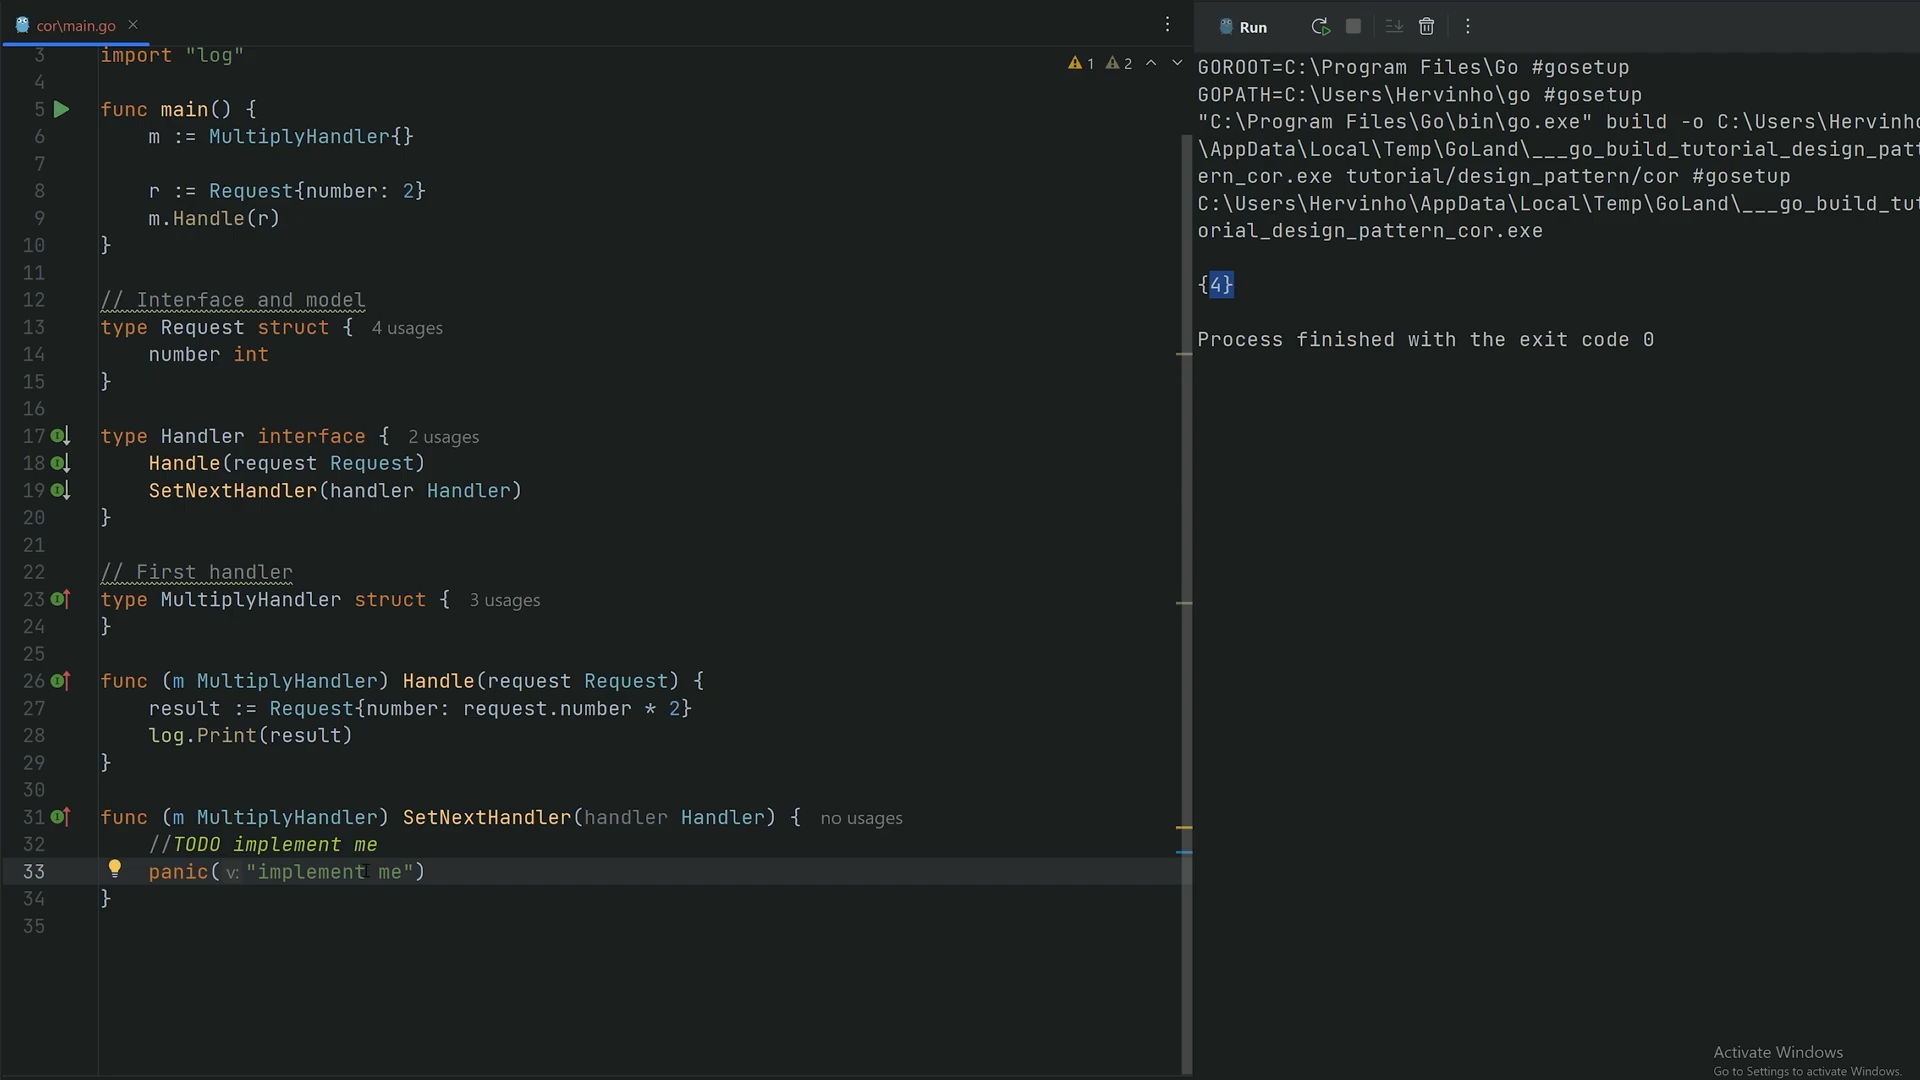 cor\main.go
Run
3 import "log"
1 2
4
5 func main() {
6 m := MultiplyHandler{}
7
8 r := Request{number: 2}
9 m.Handle(r)
10 }
11
12 // Interface and model
13 type Request struct { 4 usages
14 number int
15 }
16
17 type Handler interface { 2 usages
18 Handle(request Request)
19 SetNextHandler(handler Handler)
20 }
21
22 // First handler
23 type MultiplyHandler struct { 3 usages
24 }
25
26 func (m MultiplyHandler) Handle(request Request) {
27 result := Request{number: request.number * 2}
28 log.Print(result)
29 }
30
31 func (m MultiplyHandler) SetNextHandler(handler Handler) { no usages
32 //TODO implement me
33 panic( v: "implement me")
34 }
35
GOROOT=C:\Program Files\Go #gosetup
GOPATH=C:\Users\Hervinho\go #gosetup
"C:\Program Files\Go\bin\go.exe" build -o C:\Users\Hervinho
\AppData\Local\Temp\GoLand\___go_build_tutorial_design_patt
ern_cor.exe tutorial/design_pattern/cor #gosetup
C:\Users\Hervinho\AppData\Local\Temp\GoLand\___go_build_tut
orial_design_pattern_cor.exe
{4}
Process finished with the exit code 0
Activate Windows
Go to Settings to activate Windows.